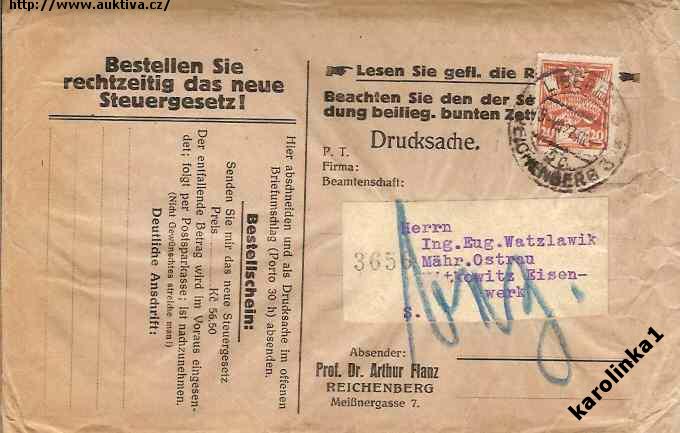 http://www.auktiva.cz/
Bestellen Sie
rechtzeitig das neue
Steuergesetz!
Hier abschneiden und als Drucksache im offenen
Briefumschlag (Porto 30 h) absenden.
Bestellschein:
Senden Sie mir das neue Steuergesetz
Preis Kč 56,50
Der entfallende Betrag wird im Voraus eingesen-
det; folgt per Postsparkasse; ist nachzunehmen.
(Nicht Gewünschtes streiche man!)
Deutliche Anschrift:
Lesen Sie gefl. die R
Beachten Sie den der Se
dung beilieg. bunten Zett
Drucksache.
P. T.
Firma:
Beamtenschaft:
20 20
REICHENBERG 3
3656
Herrn
Ing.Eug.Watzlawik
Mähr.Ostrau
tkowitz Eisen-
werk
S.
Absender:
Prof. Dr. Arthur Flanz
REICHENBERG
Meißnergasse 7.
karolinka1